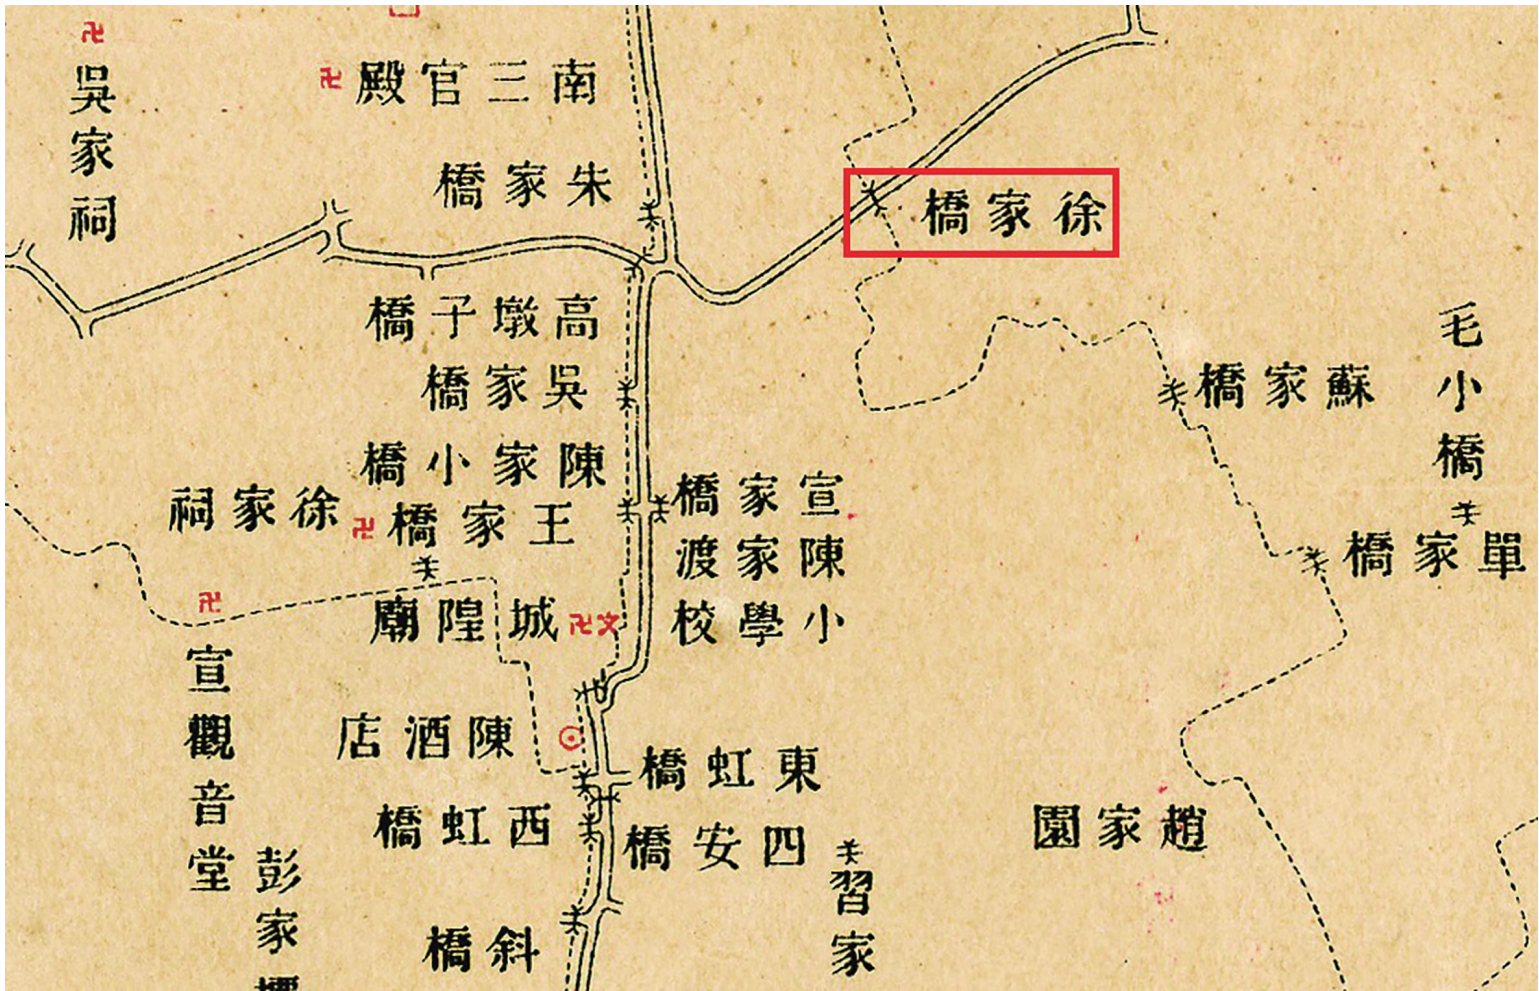 吳家祠
南三官殿
朱家橋
徐家橋
高墩子橋
吳家橋
陳家小橋
徐家祠
王家橋
宣家橋
陳家渡
小學校
城隍廟
文
蘇家橋
毛小橋
單家橋
宣觀音堂
陳酒店
東虹橋
西虹橋
四安橋
趙家園
彭家
習家
斜橋